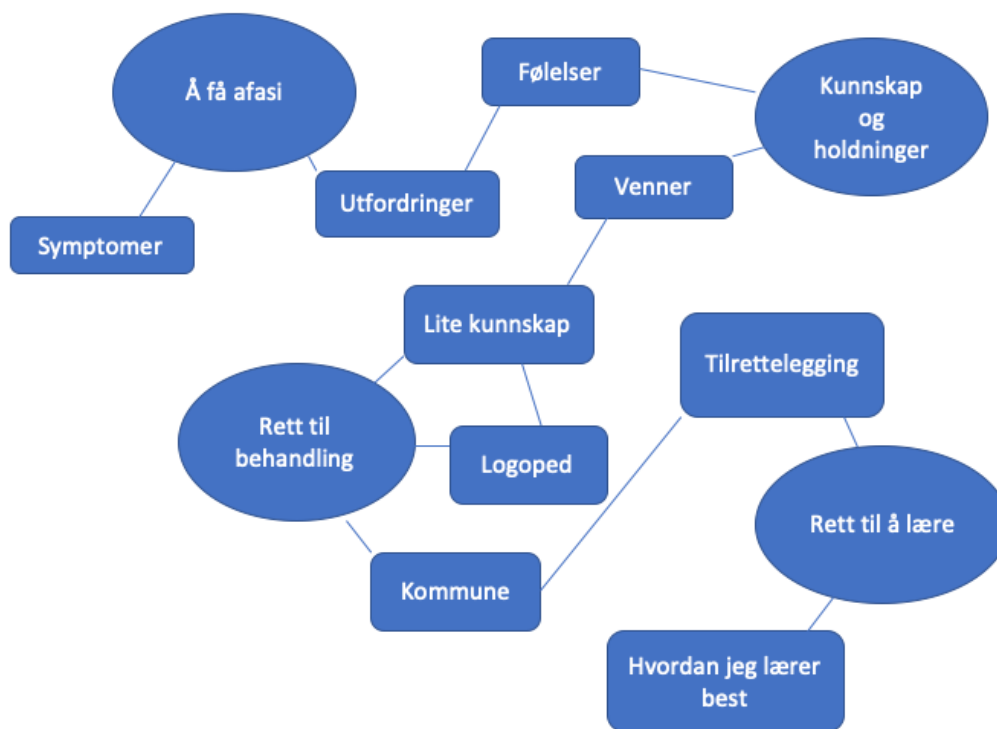 Å få afasi
Følelser
Kunnskap
og
holdninger
Utfordringer
Venner
Symptomer
Lite kunnskap
Tilrettelegging
Rett til
behandling
Logoped
Rett til å lære
Kommune
Hvordan jeg lærer
best